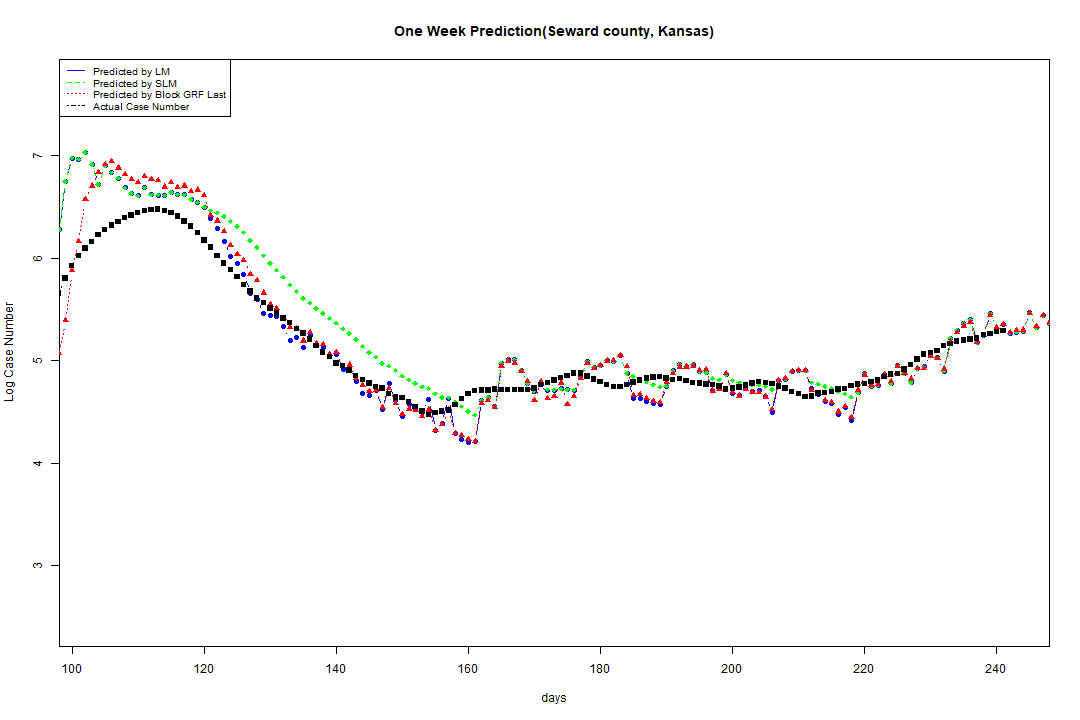 One Week Prediction(Seward county, Kansas)
Predicted by LM
Predicted by SLM
Predicted by Block GRF Last
Actual Case Number
Log Case Number
7
6
5
4
3
100 120 140 160 180 200 220 240
days